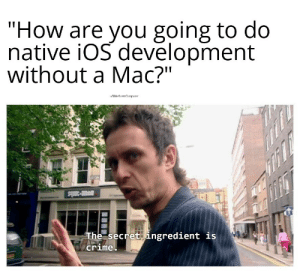 "How are you going to do
native iOS development
without a Mac?"
The secret ingredient is
crime.